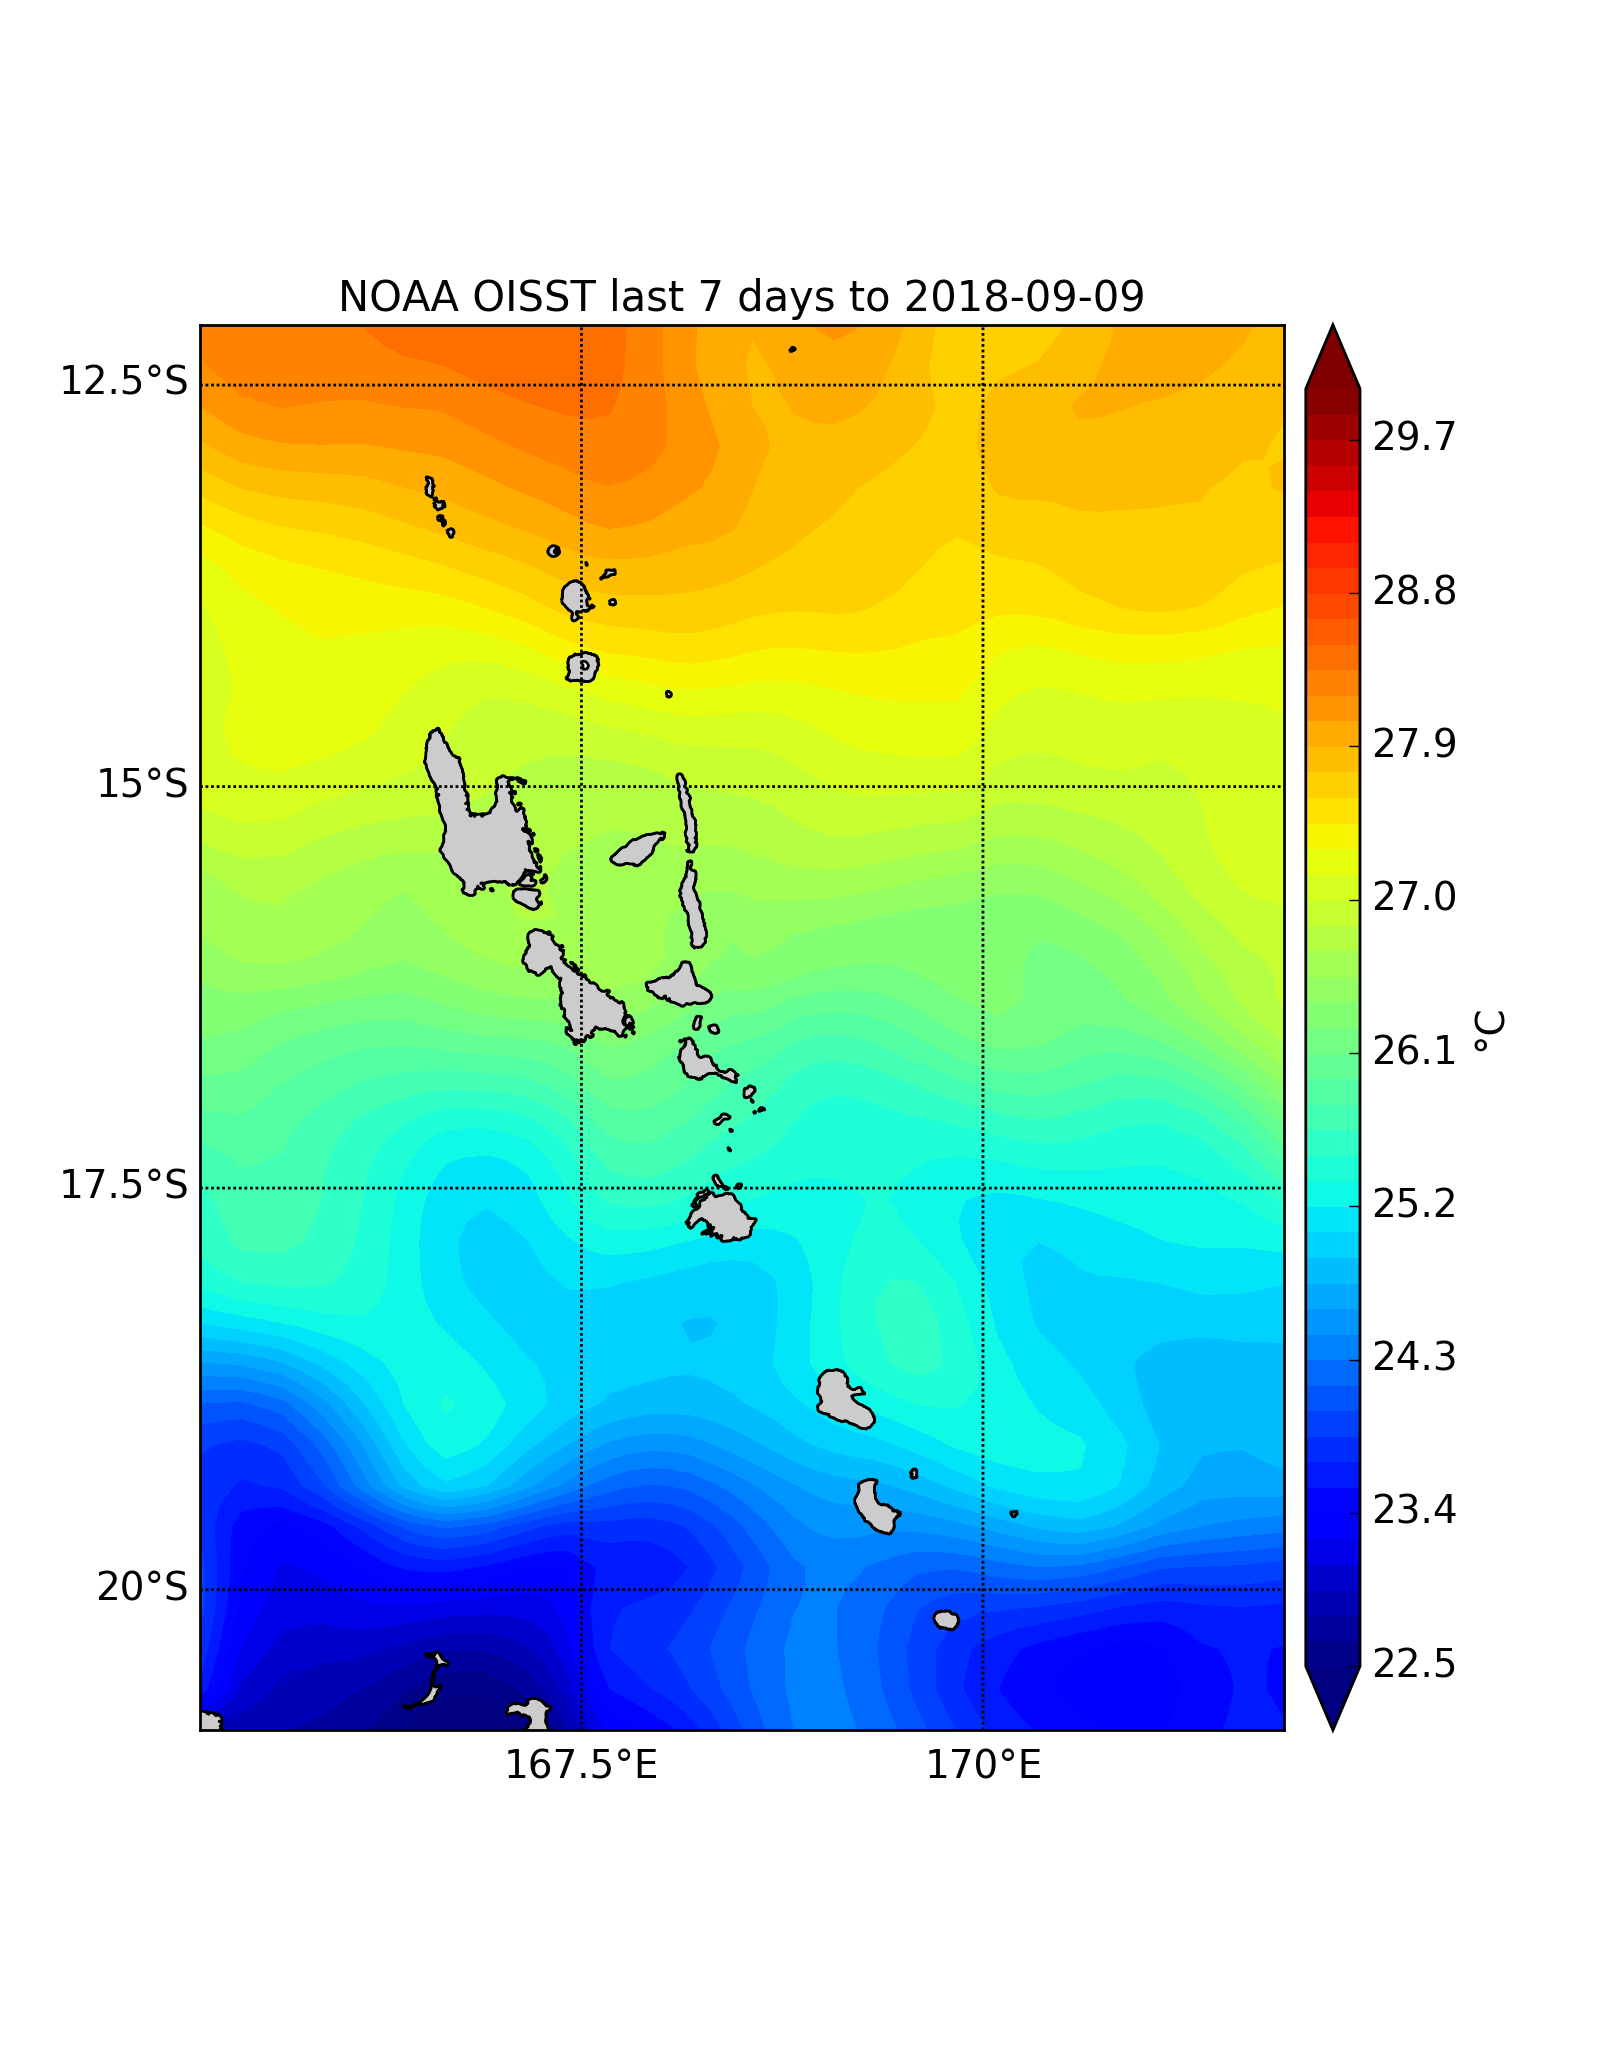 NOAA OISST last 7 days to 2018-09-09
12.5°S
15°S
17.5°S
20°S
167.5°E
170°E
29.7
28.8
27.9
27.0
26.1
25.2
24.3
23.4
22.5
°C